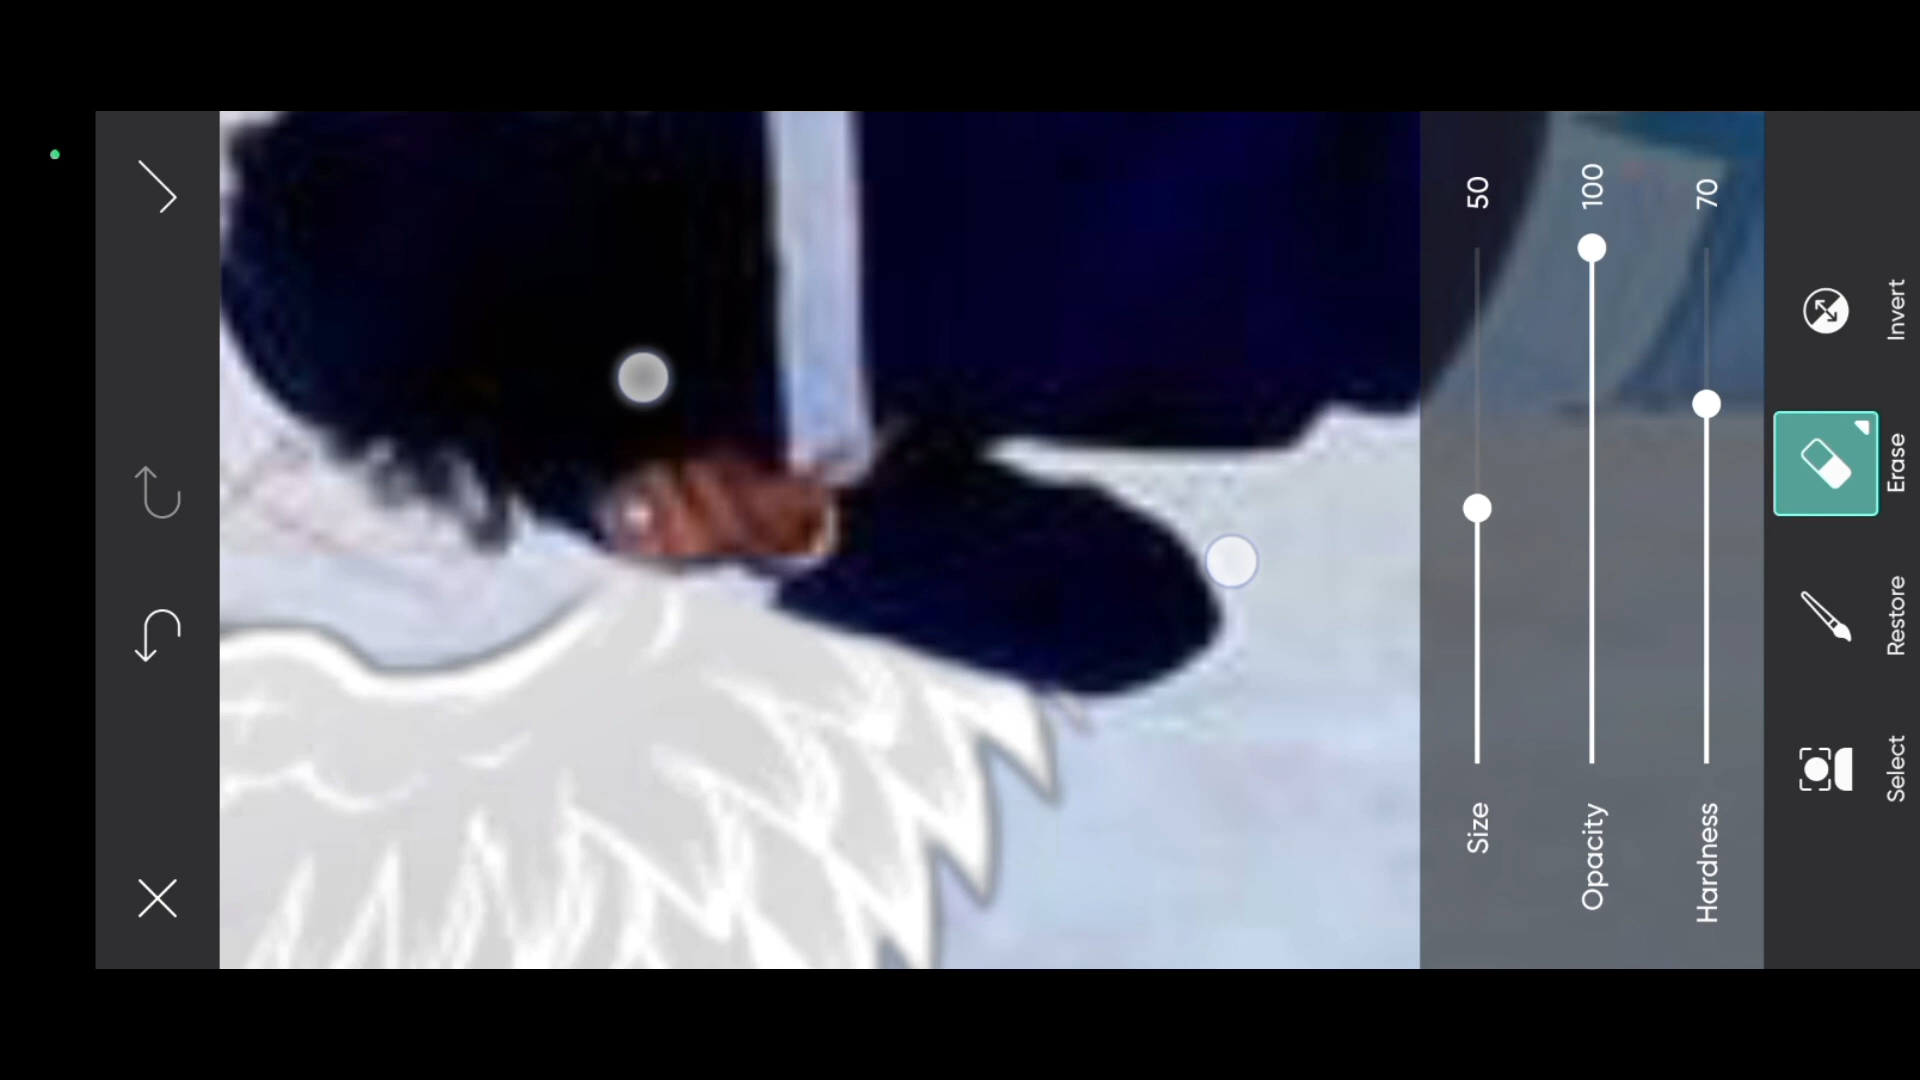 Size 50
Opacity 100
Hardness 70
Select
Restore
Erase
Invert